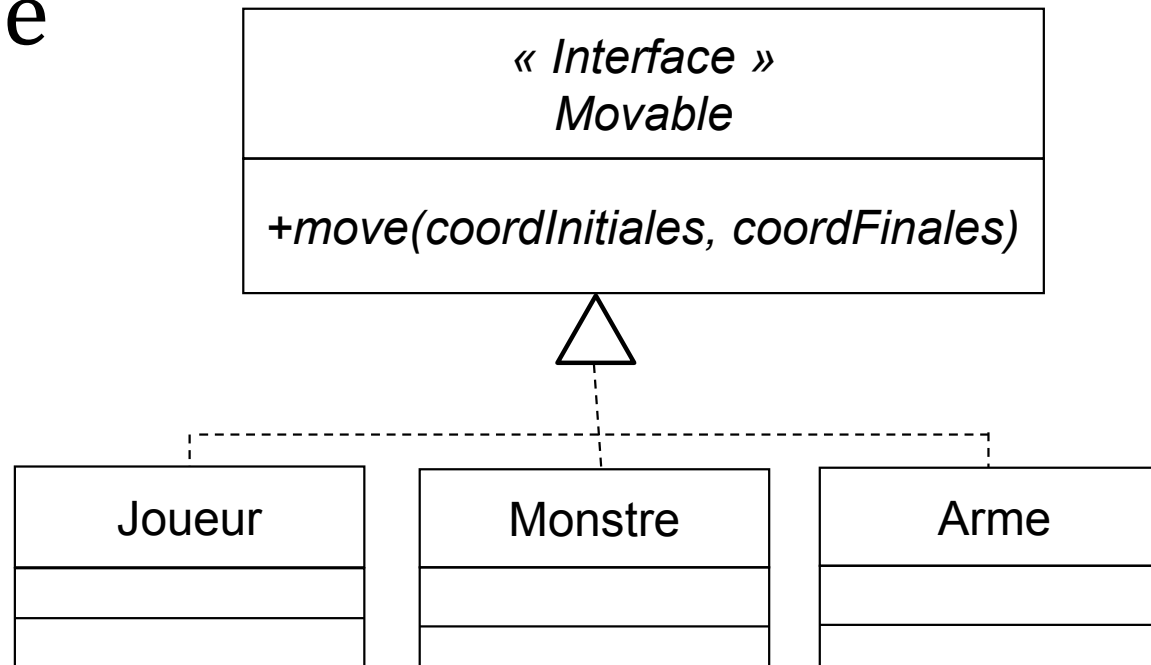 e
« Interface »
Movable
+move(coordInitiales, coordFinales)
Joueur
Monstre
Arme